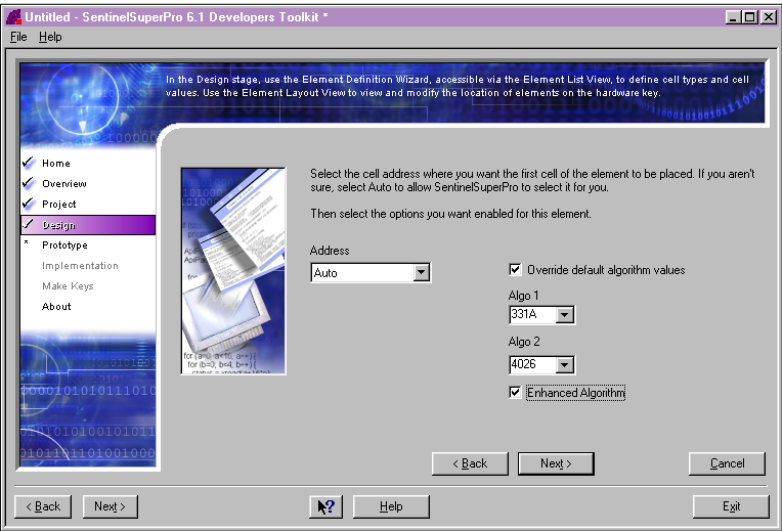 Untitled - SentinelSuperPro 6.1 Developers Toolkit *
File Help
In the Design stage, use the Element Definition Wizard, accessible via the Element List View, to define cell types and cell
values. Use the Element Layout View to view and modify the location of elements on the hardware key.
Home
Overview
Project
Design
* Prototype
Implementation
Make Keys
About
Select the cell address where you want the first cell of the element to be placed. If you aren't
sure, select Auto to allow SentinelSuperPro to select it for you.
Then select the options you want enabled for this element.
Address
Auto
Override default algorithm values
Algo 1
331A
Algo 2
4026
Enhanced Algorithm
for (a=0, a<16, a++){
for (b=0; b<4, b++){
< Back Next > Cancel
< Back Next > Help Exit